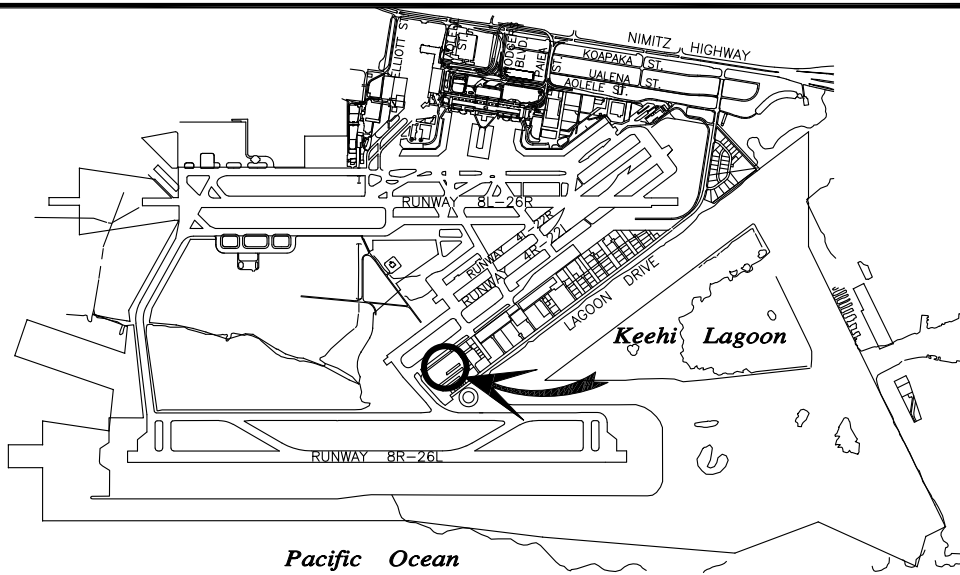 NIMITZ HIGHWAY
ELLIOTT S
ST.
BLVD.
PAIEA ST.
KOAPAKA ST.
UALENA ST.
AOLELE ST.
RUNWAY 8L-26R
RUNWAY 4L 22R
RUNWAY 4R 22L
LAGOON DRIVE
Keehi Lagoon
RUNWAY 8R-26L
Pacific Ocean